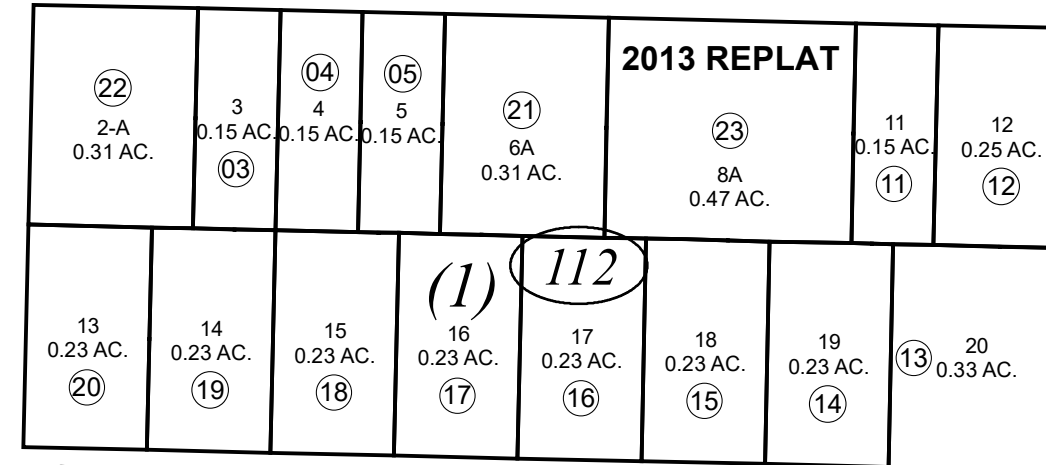 2013 REPLAT
22
2-A
0.31 AC.
3
0.15 AC.
03
04
4
0.15 AC.
05
5
0.15 AC.
21
6A
0.31 AC.
23
8A
0.47 AC.
11
0.15 AC.
11
12
0.25 AC.
12
(1)
112
13
0.23 AC.
20
14
0.23 AC.
19
15
0.23 AC.
18
16
0.23 AC.
17
17
0.23 AC.
16
18
0.23 AC.
15
19
0.23 AC.
14
13
20
0.33 AC.